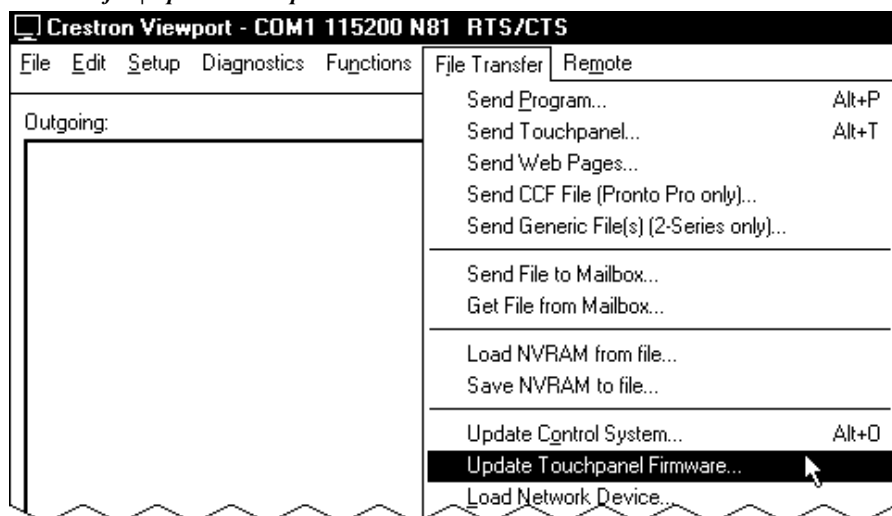 Crestron Viewport - COM1 115200 N81 RTS/CTS
File Edit Setup Diagnostics Functions File Transfer Remote
Outgoing:
Send Program... Alt+P
Send Touchpanel... Alt+T
Send Web Pages...
Send CCF File (Pronto Pro only)...
Send Generic File(s) (2-Series only)...
Send File to Mailbox...
Get File from Mailbox...
Load NVRAM from file...
Save NVRAM to file...
Update Control System... Alt+O
Update Touchpanel Firmware...
Load Network Device...